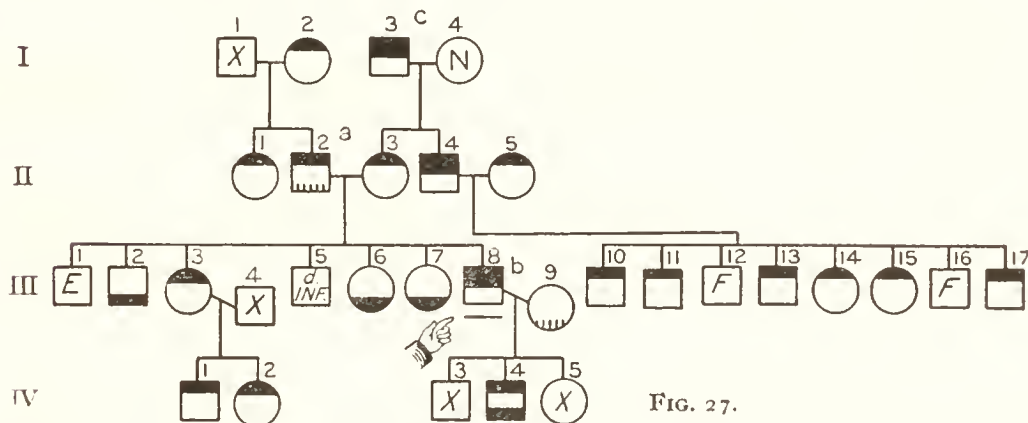 1 2 3 c 4
I X N
1 2 a 3 4 5
II
1 2 3 4 5 6 7 8 b 9 10 11 12 13 14 15 16 17
III E X d. INF. F F
1 2 3 4 5
IV X X
FIG. 27.